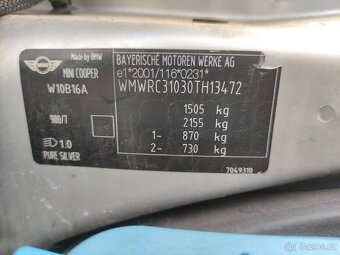 Made by BMW
MINI
MINI COOPER
W10B16A
900/7
1.0
PURE SILVER
BAYERISCHE MOTOREN WERKE AG
e1*2001/116*0231*
WMWRC31030TH13472
1505 kg
2155 kg
1- 870 kg
2- 730 kg
7049310